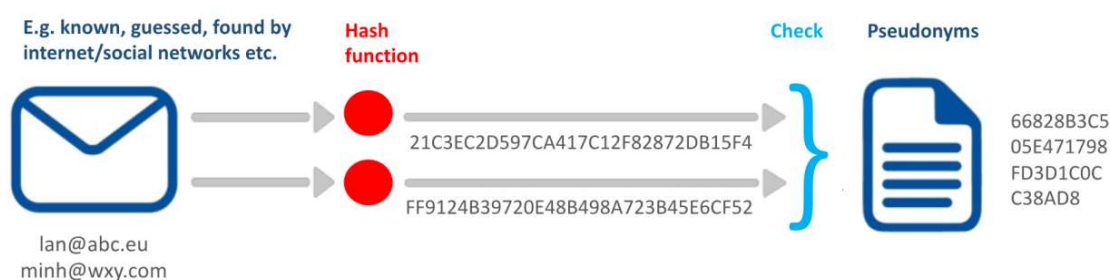 E.g. known, guessed, found by
internet/social networks etc.
Hash
function
Check
Pseudonyms
21C3EC2D597CA417C12F82872DB15F4
FF9124B39720E48B498A723B45E6CF52
66828B3C5
05E471798
FD3D1C0C
C38AD8
lan@abc.eu
minh@wxy.com